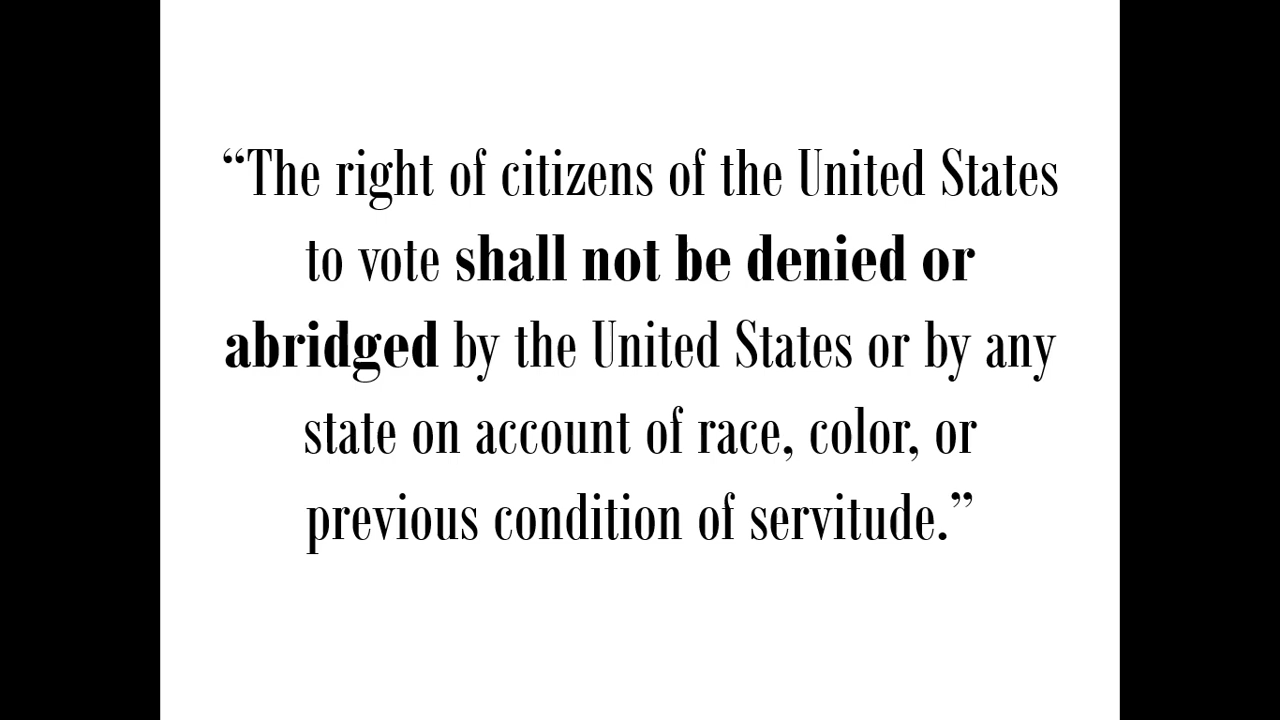 “The right of citizens of the United States
to vote shall not be denied or
abridged by the United States or by any
state on account of race, color, or
previous condition of servitude.”